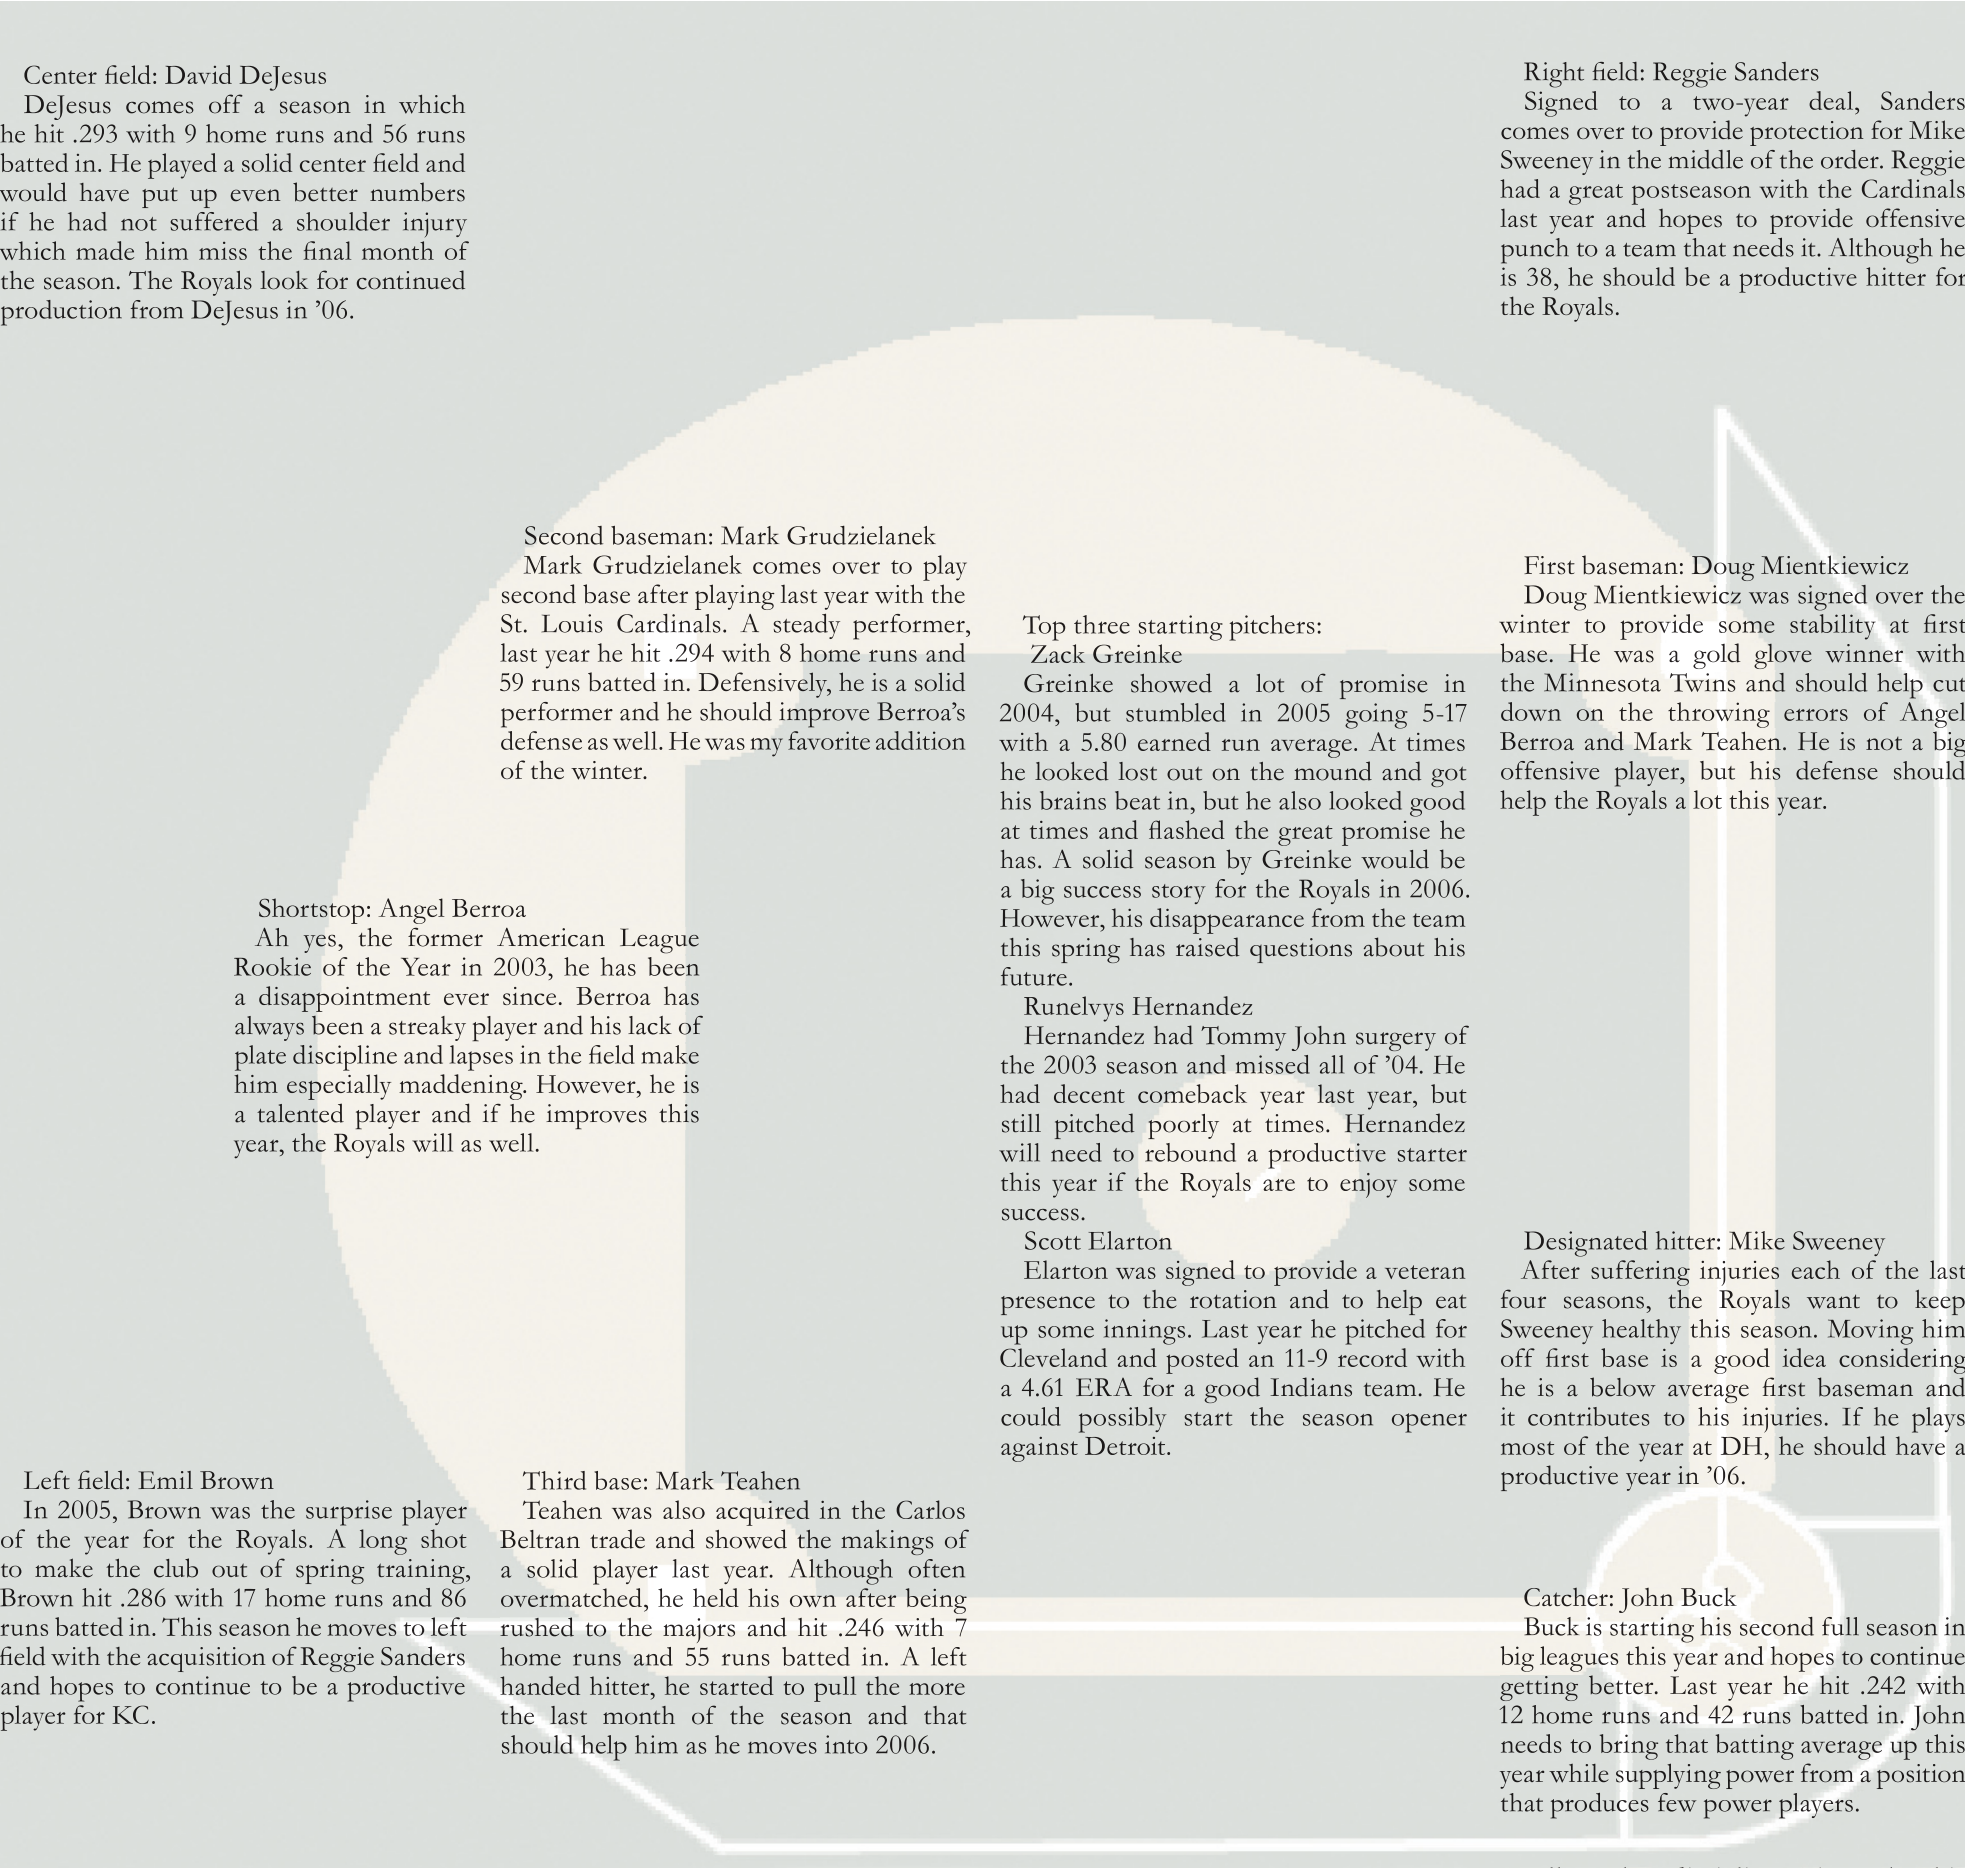 Center field: David DeJesus
DeJesus comes off a season in which
he hit .293 with 9 home runs and 56 runs
batted in. He played a solid center field and
would have put up even better numbers
if he had not suffered a shoulder injury
which made him miss the final month of
the season. The Royals look for continued
production from DeJesus in ’06.
Right field: Reggie Sanders
Signed to a two-year deal, Sanders
comes over to provide protection for Mike
Sweeney in the middle of the order. Reggie
had a great postseason with the Cardinals
last year and hopes to provide offensive
punch to a team that needs it. Although he
is 38, he should be a productive hitter for
the Royals.
Second baseman: Mark Grudzielanek
Mark Grudzielanek comes over to play
second base after playing last year with the
St. Louis Cardinals. A steady performer,
last year he hit .294 with 8 home runs and
59 runs batted in. Defensively, he is a solid
performer and he should improve Berroa’s
defense as well. He was my favorite addition
of the winter.
First baseman: Doug Mientkiewicz
Doug Mientkiewicz was signed over the
winter to provide some stability at first
base. He was a gold glove winner with
the Minnesota Twins and should help cut
down on the throwing errors of Angel
Berroa and Mark Teahen. He is not a big
offensive player, but his defense should
help the Royals a lot this year.
Top three starting pitchers:
Zack Greinke
Greinke showed a lot of promise in
2004, but stumbled in 2005 going 5-17
with a 5.80 earned run average. At times
he looked lost out on the mound and got
his brains beat in, but he also looked good
at times and flashed the great promise he
has. A solid season by Greinke would be
a big success story for the Royals in 2006.
However, his disappearance from the team
this spring has raised questions about his
future.
Runelvys Hernandez
Hernandez had Tommy John surgery of
the 2003 season and missed all of ’04. He
had decent comeback year last year, but
still pitched poorly at times. Hernandez
will need to rebound a productive starter
this year if the Royals are to enjoy some
success.
Scott Elarton
Elarton was signed to provide a veteran
presence to the rotation and to help eat
up some innings. Last year he pitched for
Cleveland and posted an 11-9 record with
a 4.61 ERA for a good Indians team. He
could possibly start the season opener
against Detroit.
Shortstop: Angel Berroa
Ah yes, the former American League
Rookie of the Year in 2003, he has been
a disappointment ever since. Berroa has
always been a streaky player and his lack of
plate discipline and lapses in the field make
him especially maddening. However, he is
a talented player and if he improves this
year, the Royals will as well.
Designated hitter: Mike Sweeney
After suffering injuries each of the last
four seasons, the Royals want to keep
Sweeney healthy this season. Moving him
off first base is a good idea considering
he is a below average first baseman and
it contributes to his injuries. If he plays
most of the year at DH, he should have a
productive year in ’06.
Left field: Emil Brown
In 2005, Brown was the surprise player
of the year for the Royals. A long shot
to make the club out of spring training,
Brown hit .286 with 17 home runs and 86
runs batted in. This season he moves to left
field with the acquisition of Reggie Sanders
and hopes to continue to be a productive
player for KC.
Third base: Mark Teahen
Teahen was also acquired in the Carlos
Beltran trade and showed the makings of
a solid player last year. Although often
overmatched, he held his own after being
rushed to the majors and hit .246 with 7
home runs and 55 runs batted in. A left
handed hitter, he started to pull the more
the last month of the season and that
should help him as he moves into 2006.
Catcher: John Buck
Buck is starting his second full season in
big leagues this year and hopes to continue
getting better. Last year he hit .242 with
12 home runs and 42 runs batted in. John
needs to bring that batting average up this
year while supplying power from a position
that produces few power players.